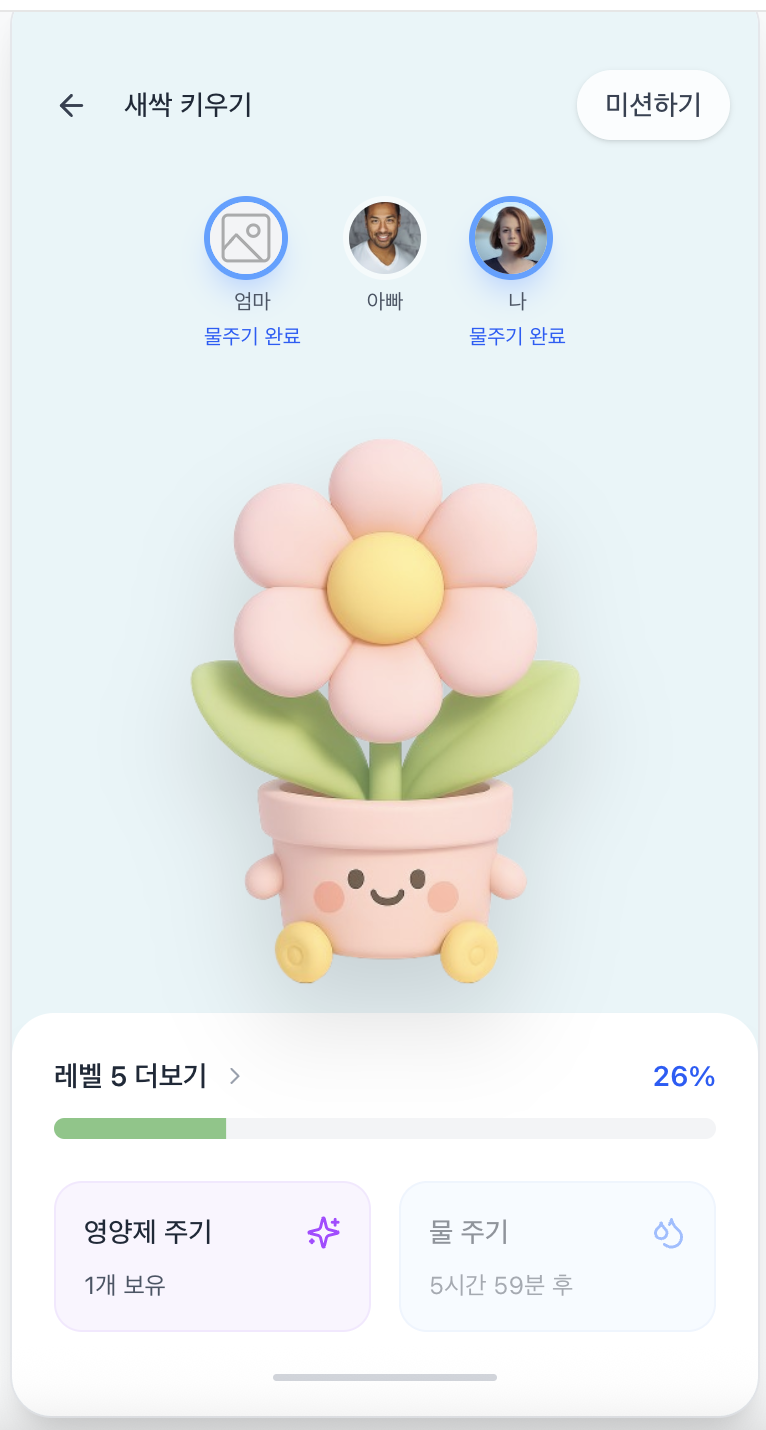 새싹 키우기
미션하기
엄마
아빠
나
물주기 완료
물주기 완료
레벨 5 더보기
26%
영양제 주기
1개 보유
물 주기
5시간 59분 후